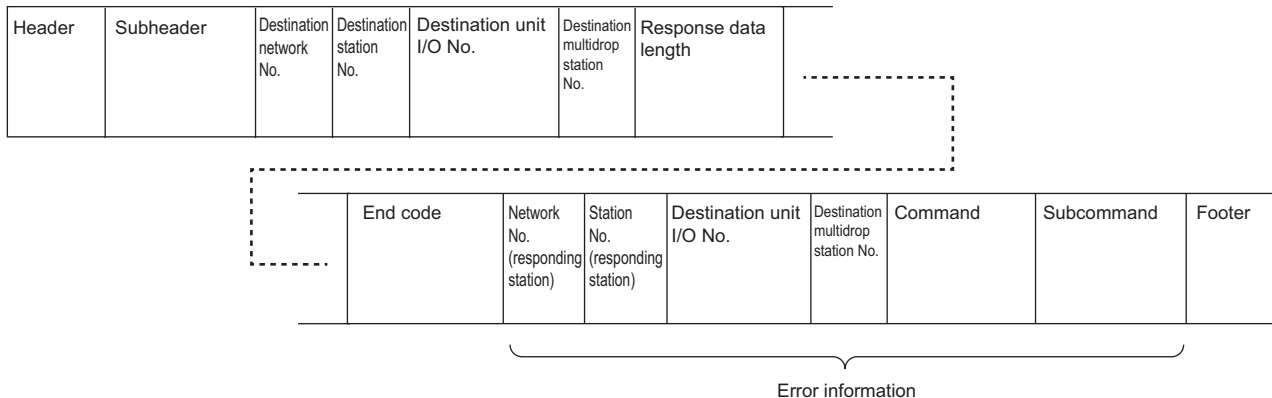 Header
Subheader
Destination
network
No.
Destination
station
No.
Destination unit
I/O No.
Destination
multidrop
station
No.
Response data
length
End code
Network
No.
(responding
station)
Station
No.
(responding
station)
Destination unit
I/O No.
Destination
multidrop
station No.
Command
Subcommand
Footer
Error information